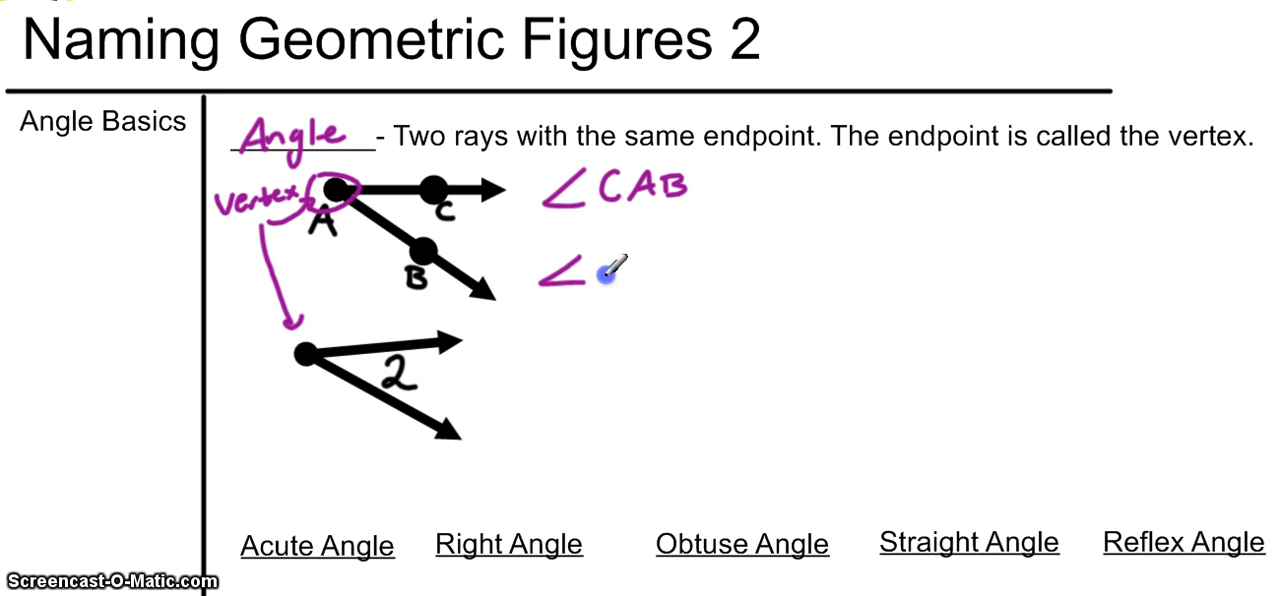 Naming Geometric Figures 2
Angle Basics
Angle - Two rays with the same endpoint. The endpoint is called the vertex.
vertex
A
C
∠CAB
B
∠
2
Acute Angle Right Angle Obtuse Angle Straight Angle Reflex Angle
Screencast-O-Matic.com